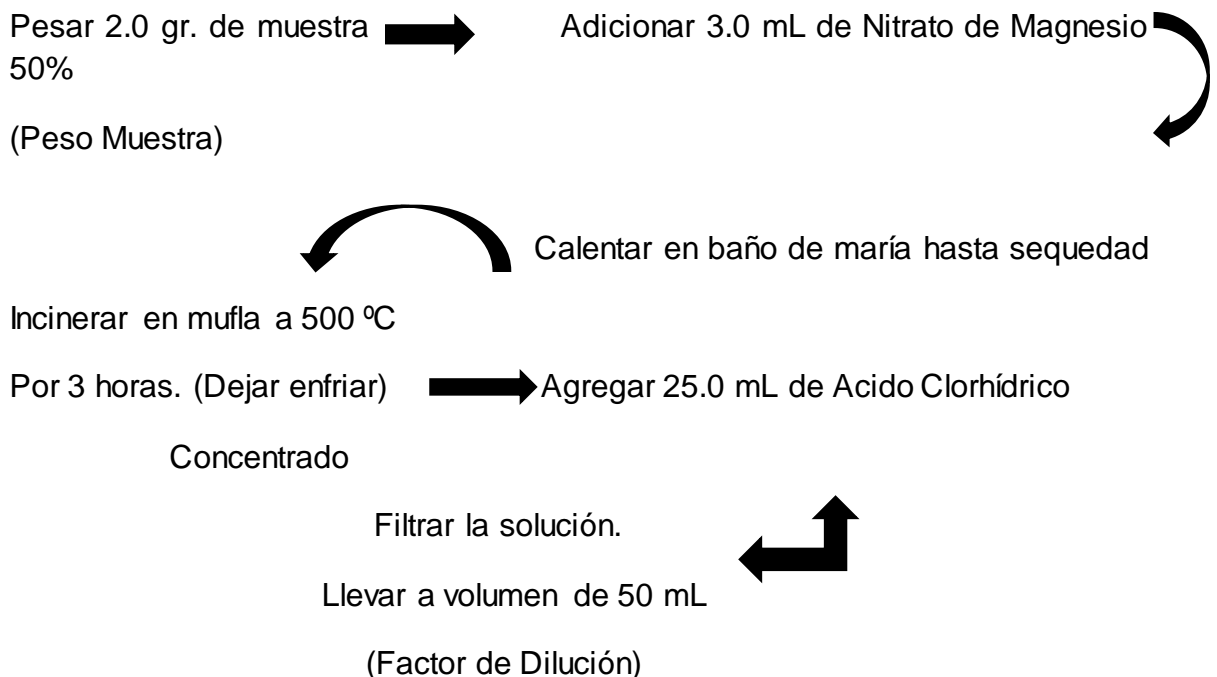 Pesar 2.0 gr. de muestra Adicionar 3.0 mL de Nitrato de Magnesio
50%
(Peso Muestra)
Calentar en baño de maría hasta sequedad
Incinerar en mufla a 500 ºC
Por 3 horas. (Dejar enfriar) Agregar 25.0 mL de Acido Clorhídrico
Concentrado
Filtrar la solución.
Llevar a volumen de 50 mL
(Factor de Dilución)